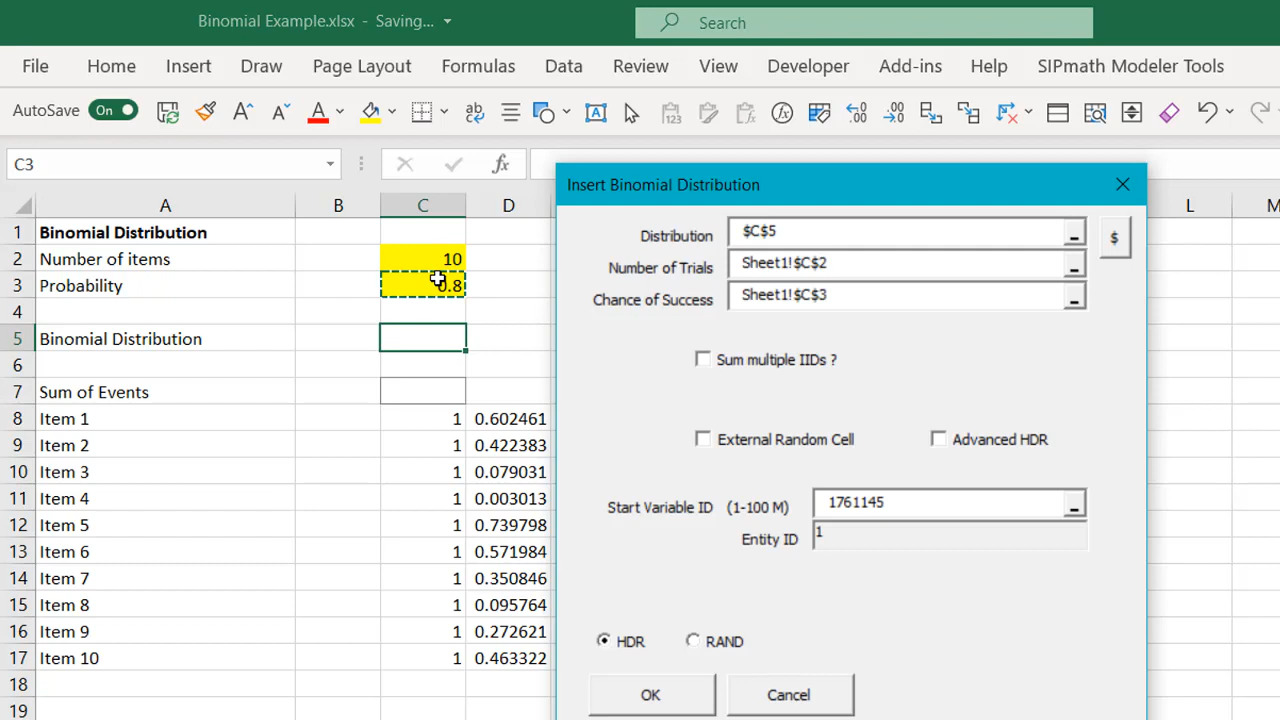 Binomial Example.xlsx - Saving...
Search
File Home Insert Draw Page Layout Formulas Data Review View Developer Add-ins Help SIPmath Modeler Tools
AutoSave On
C3 fx
A B C D L M
1 Binomial Distribution
2 Number of items 10
3 Probability 0.8
4
5 Binomial Distribution
6
7 Sum of Events
8 Item 1 1 0.602461
9 Item 2 1 0.422383
10 Item 3 1 0.079031
11 Item 4 1 0.003013
12 Item 5 1 0.739798
13 Item 6 1 0.571984
14 Item 7 1 0.350846
15 Item 8 1 0.095764
16 Item 9 1 0.272621
17 Item 10 1 0.463322
18
19
Insert Binomial Distribution
Distribution $C$5 $
Number of Trials Sheet1!$C$2
Chance of Success Sheet1!$C$3
Sum multiple IIDs ?
External Random Cell Advanced HDR
Start Variable ID (1-100 M) 1761145
Entity ID 1
HDR RAND
OK Cancel